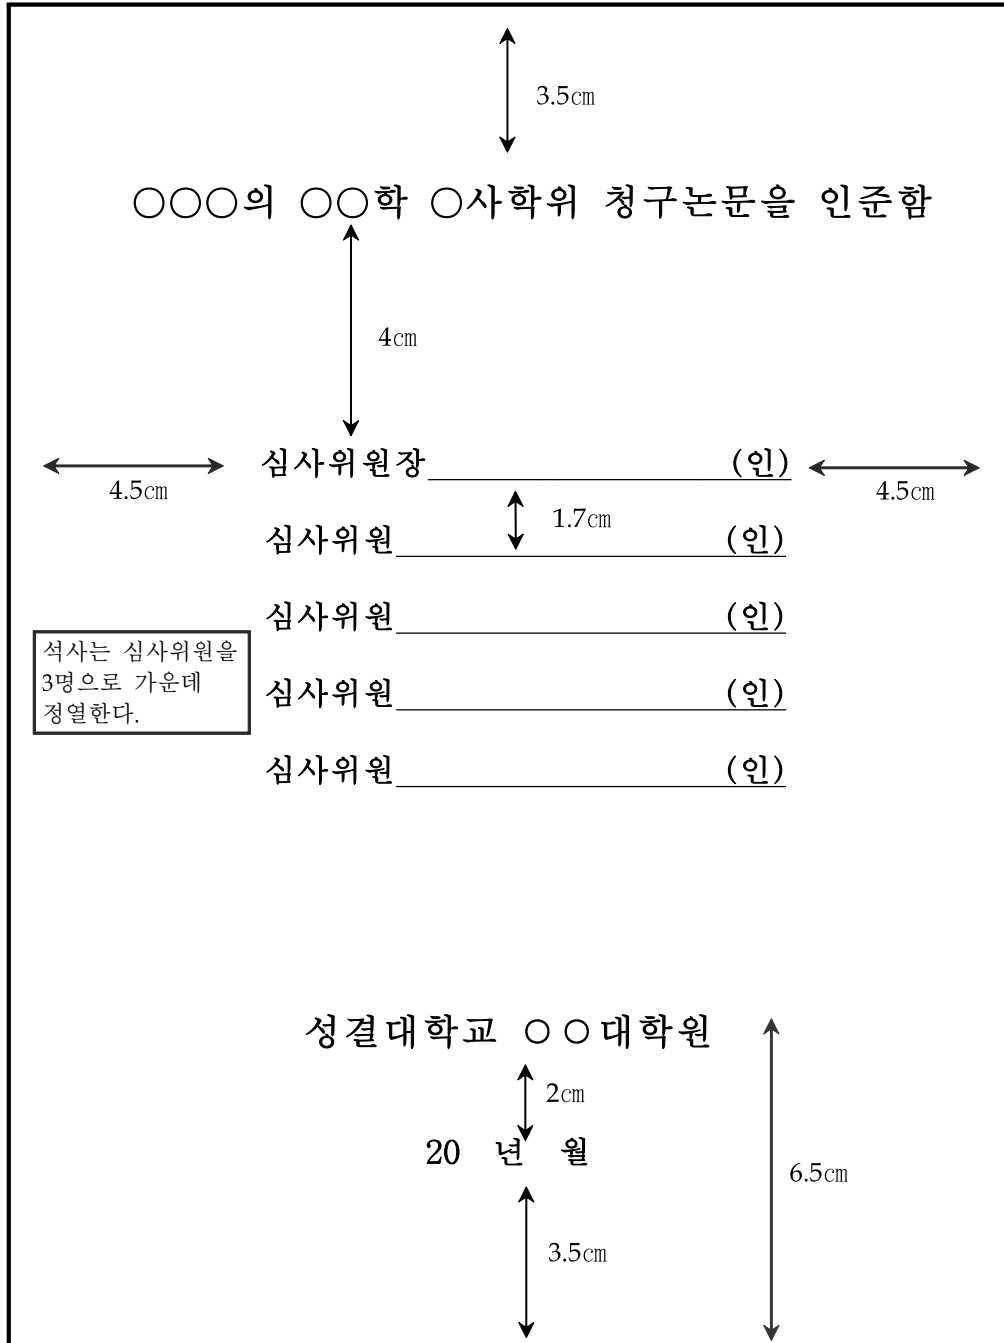 3.5㎝
○○○의 ○○학 ○사학위 청구논문을 인준함
4㎝
심사위원장 (인)
4.5㎝
4.5㎝
1.7㎝
심사위원 (인)
심사위원 (인)
석사는 심사위원을
3명으로 가운데
정열한다.
심사위원 (인)
심사위원 (인)
성결대학교 ○○대학원
2㎝
20 년 월
6.5㎝
3.5㎝